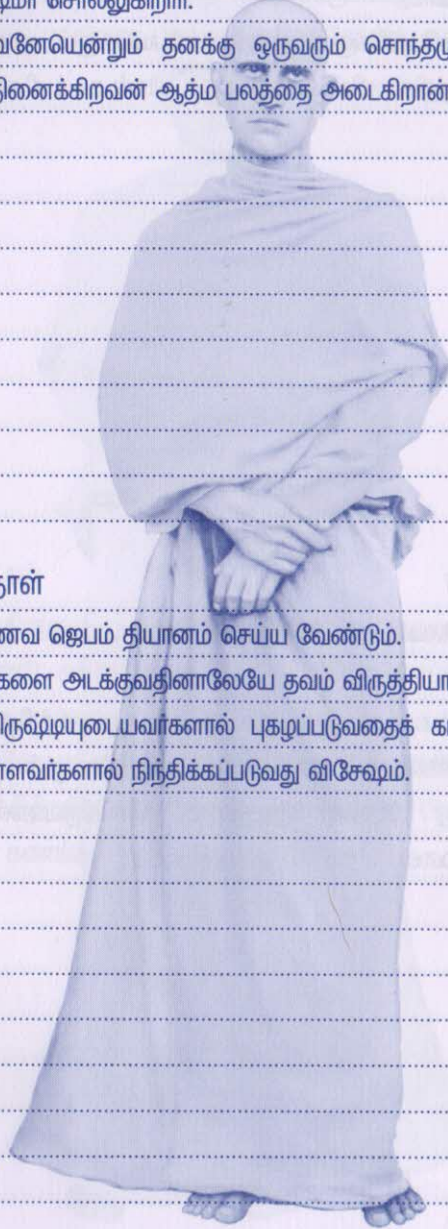 சொல்லுகிறார்.
வனேயென்றும் தனக்கு ஒருவரும் சொந்தமு
நினைக்கிறவன் ஆத்ம பலத்தை அடைகிறான்
நாள்
ணவ ஜெபம் தியானம் செய்ய வேண்டும்.
களை அடக்குவதினாலேயே தவம் விருத்தியா
ருஷ்டியுடையவர்களால் புகழப்படுவதைக் கா
ளவர்களால் நிந்திக்கப்படுவது விசேஷம்.